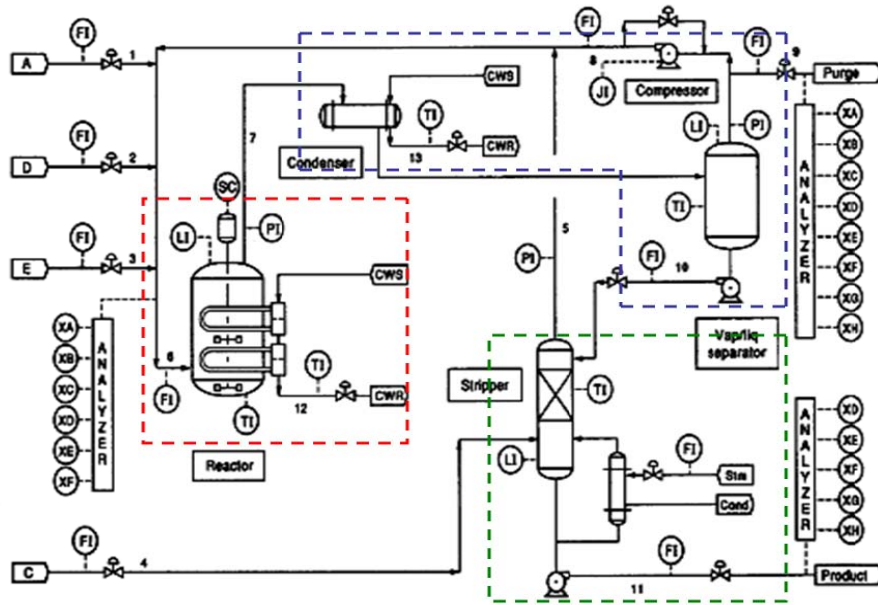 FI
9
FI
FI
1
8
A
JI
Compressor
Purge
CWS
7
TI
LI
PI
XA
13
CWR
FI
2
Condenser
XB
D
SC
A
N
A
L
Y
Z
E
R
XC
TI
XD
LI
PI
5
XE
FI
3
PI
FI
10
XF
E
CWS
XG
XA
A
N
A
L
Y
Z
E
R
XH
XB
Vap/liq
separator
XC
6
TI
Stripper
TI
XD
FI
12
CWR
XE
TI
A
N
A
L
Y
Z
E
R
XD
XF
Reactor
LI
FI
XE
Stm
XF
Cond
XG
XH
FI
4
FI
C
11
Product